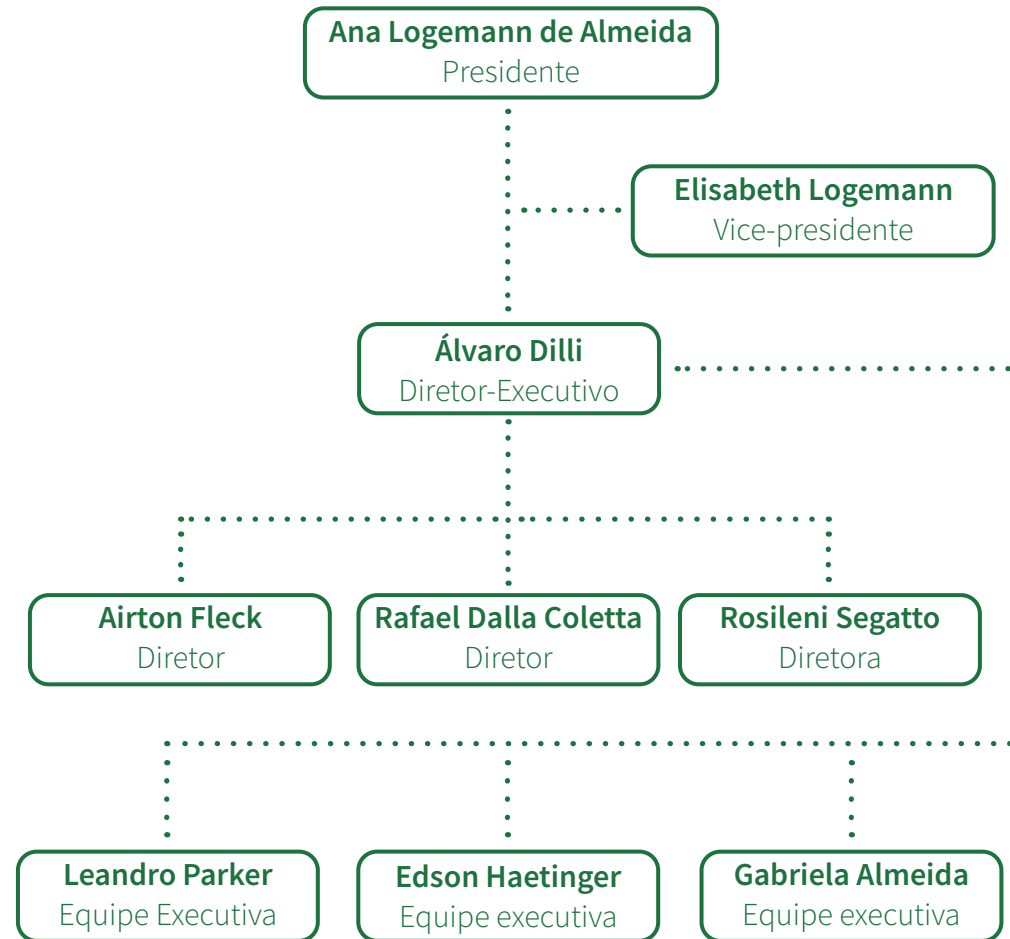 Ana Logemann de Almeida
Presidente
Elisabeth Logemann
Vice-presidente
Álvaro Dilli
Diretor-Executivo
Airton Fleck
Diretor
Rafael Dalla Coletta
Diretor
Rosileni Segatto
Diretora
Leandro Parker
Equipe Executiva
Edson Haetinger
Equipe executiva
Gabriela Almeida
Equipe executiva